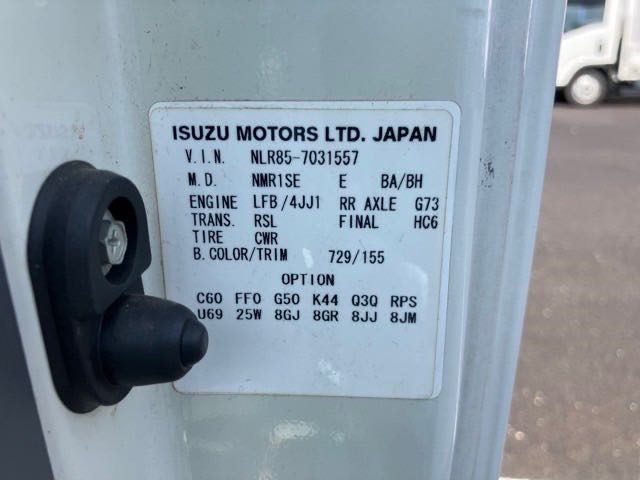 ISUZU MOTORS LTD. JAPAN
V.I.N. NLR85-7031557
M.D. NMR1SE E BA/BH
ENGINE LFB/4JJ1 RR AXLE G73
TRANS. RSL FINAL HC6
TIRE CWR
B.COLOR/TRIM 729/155
OPTION
C60 FF0 G50 K44 Q3Q RPS
U69 25W 8GJ 8GR 8JJ 8JM